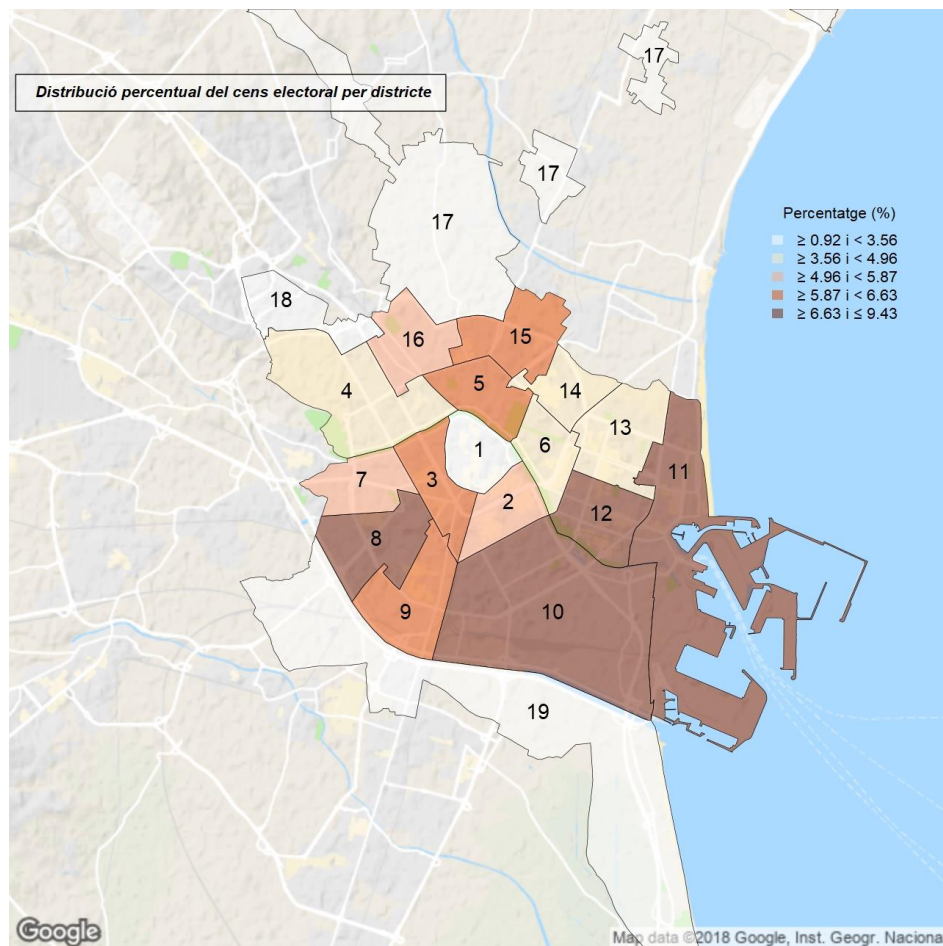 17
Distribució percentual del cens electoral per districte
17
17
Percentatge (%)
≥ 0.92 i < 3.56
≥ 3.56 i < 4.96
≥ 4.96 i < 5.87
≥ 5.87 i < 6.63
≥ 6.63 i ≤ 9.43
18
16
15
4
5
14
13
6
1
3
11
7
2
12
8
9
10
19
Google
Map data ©2018 Google, Inst. Geogr. Naciona